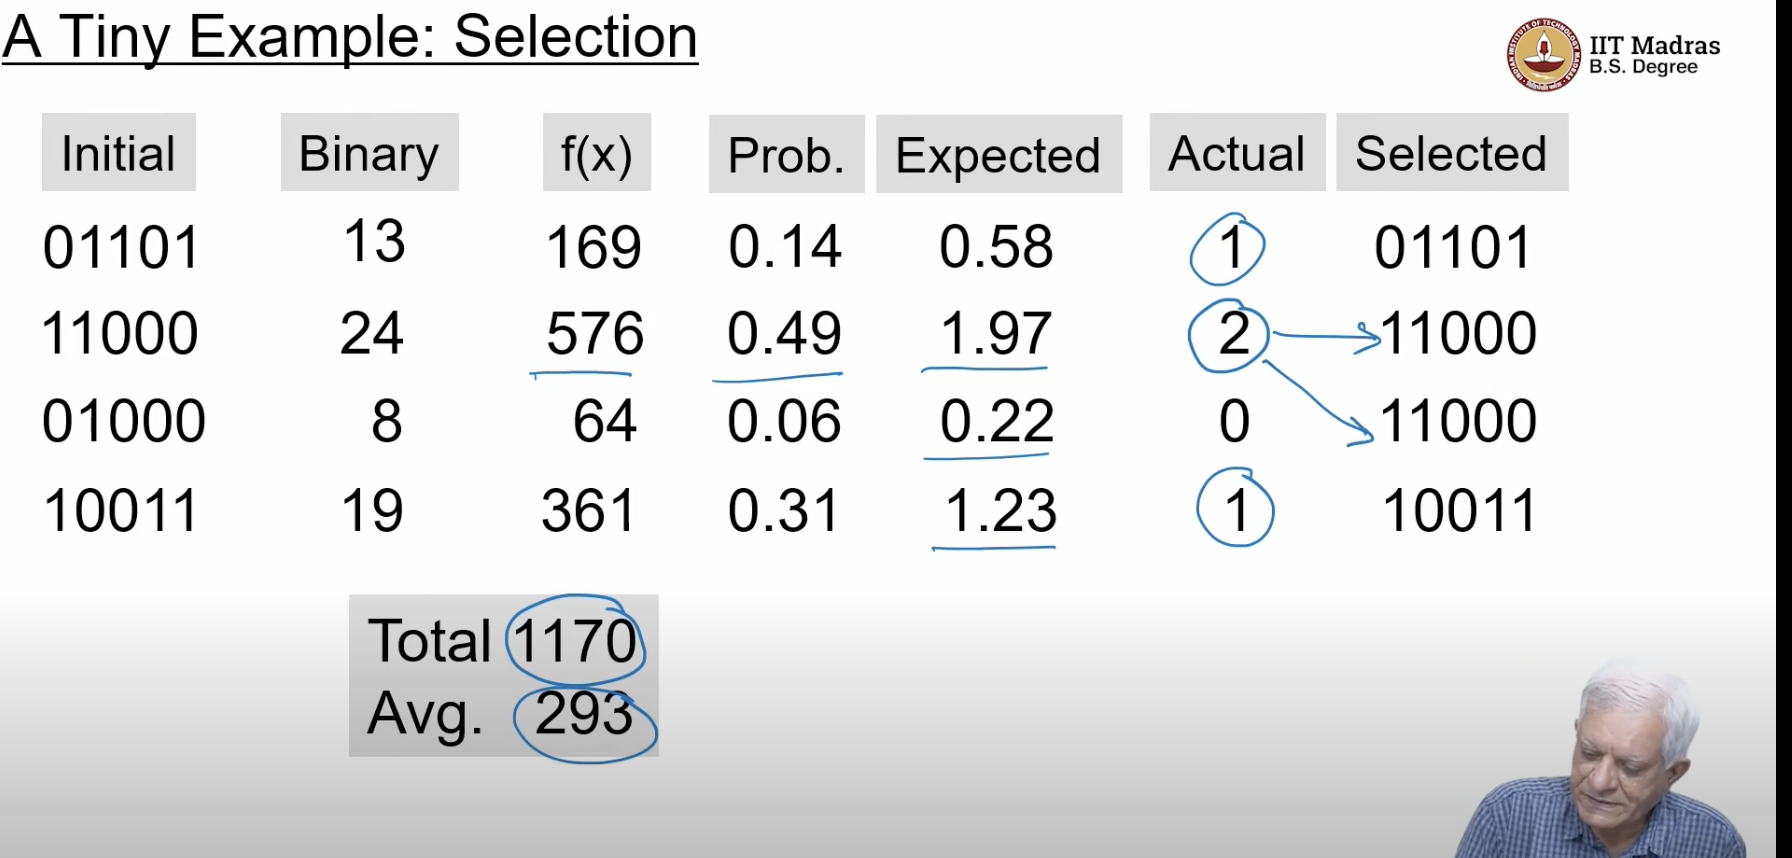 A Tiny Example: Selection
IIT Madras
B.S. Degree
Initial Binary f(x) Prob. Expected Actual Selected
01101 13 169 0.14 0.58 1 01101
11000 24 576 0.49 1.97 2 11000
01000 8 64 0.06 0.22 0 11000
10011 19 361 0.31 1.23 1 10011
Total 1170
Avg. 293